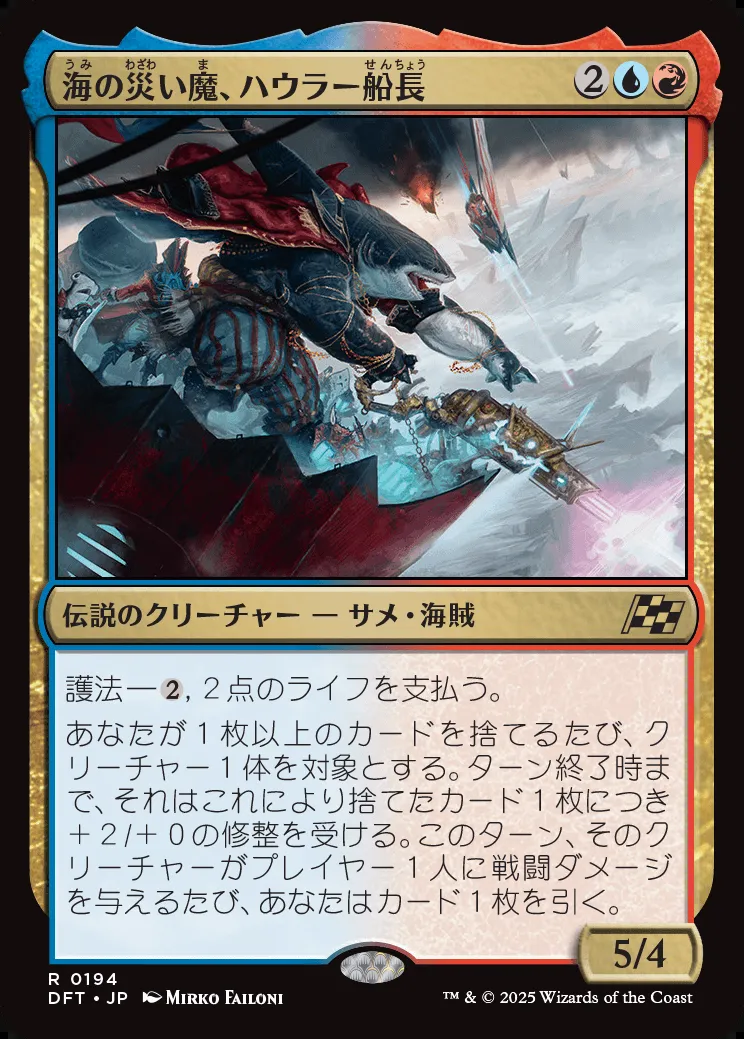 海の災い魔、ハウラー船長
うみ わざわ ま せんちょう
2
伝説のクリーチャー — サメ・海賊
護法—2, 2点のライフを支払う。
あなたが1枚以上のカードを捨てるたび、ク
リーチャー1体を対象とする。ターン終了時ま
で、それはこれにより捨てたカード1枚につき
+2/+0の修整を受ける。このターン、そのク
リーチャーがプレイヤー1人に戦闘ダメージ
を与えるたび、あなたはカード1枚を引く。
5/4
R 0194
DFT • JP Mirko Failoni
™ & © 2025 Wizards of the Coast